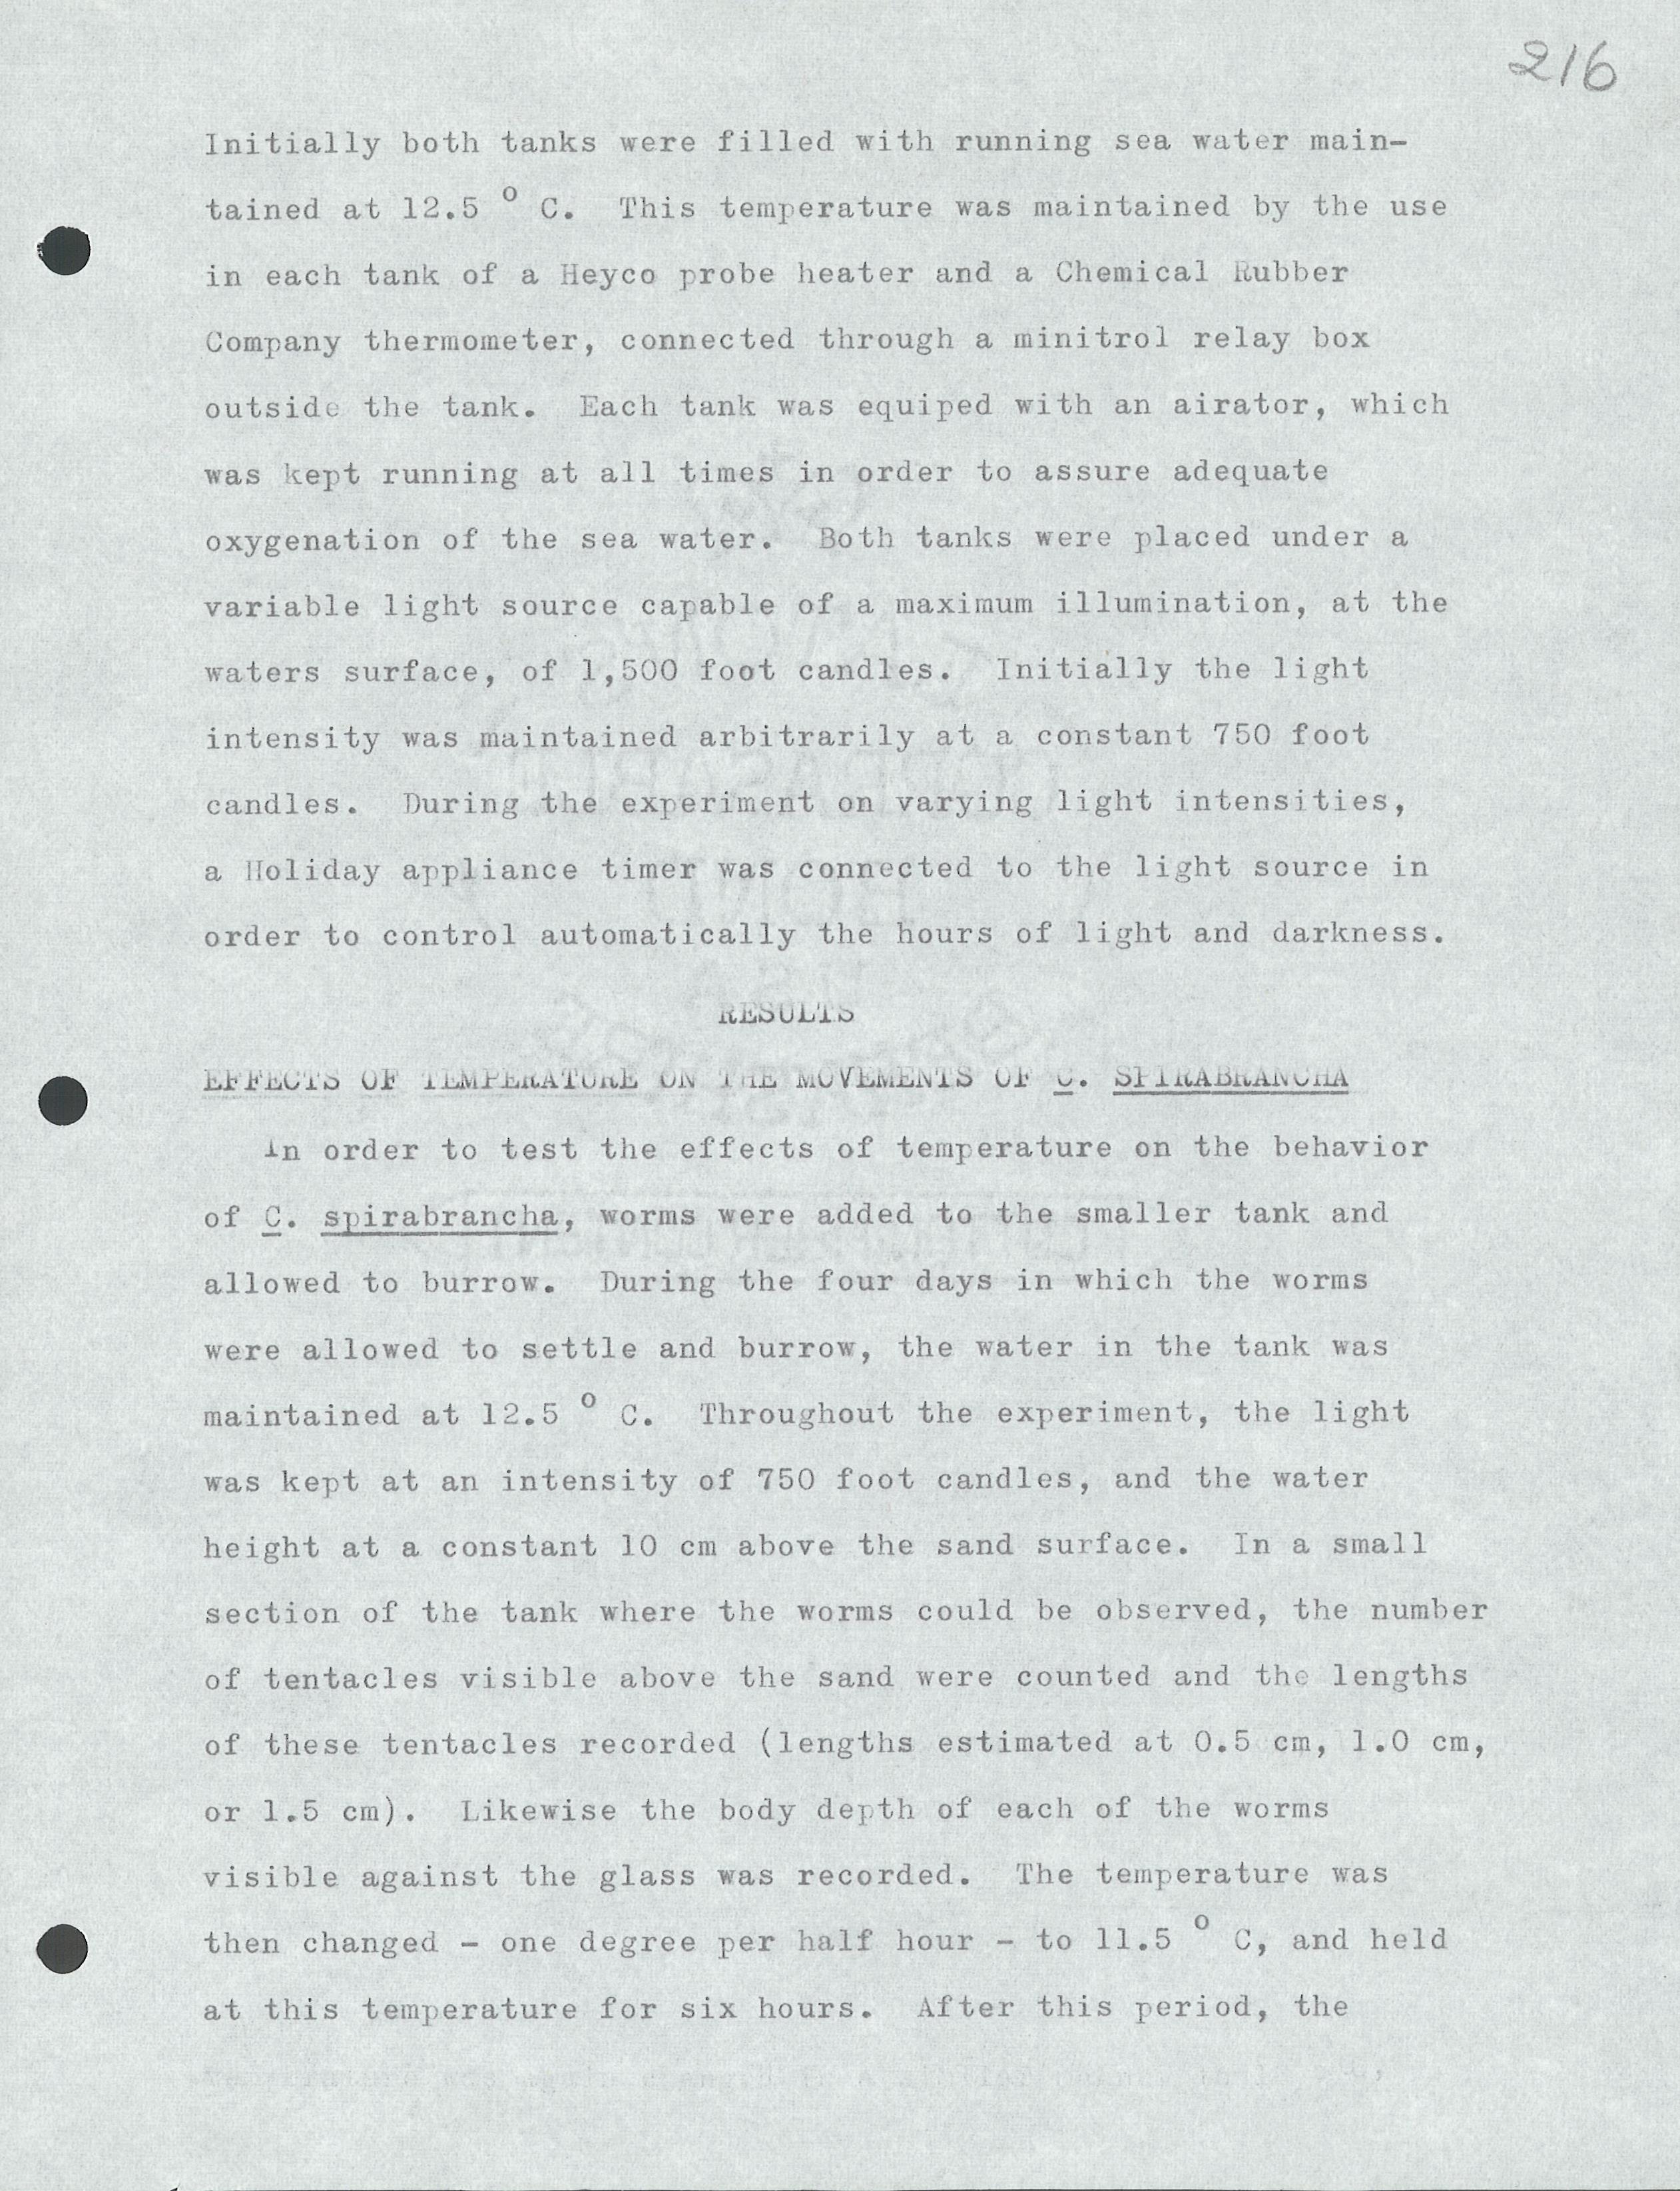 216
Initially both tanks were filled with running sea water main-
tained at 12.5 ° C.  This temperature was maintained by the use
in each tank of a Heyco probe heater and a Chemical Rubber
Company thermometer, connected through a minitrol relay box
outside the tank.  Each tank was equiped with an airator, which
was kept running at all times in order to assure adequate
oxygenation of the sea water.  Both tanks were placed under a
variable light source capable of a maximum illumination, at the
waters surface, of 1,500 foot candles.  Initially the light
intensity was maintained arbitrarily at a constant 750 foot
candles.  During the experiment on varying light intensities,
a Holiday appliance timer was connected to the light source in
order to control automatically the hours of light and darkness.
RESULTS
EFFECTS OF TEMPERATURE ON THE MOVEMENTS OF C. SPIRABRANCHA
In order to test the effects of temperature on the behavior
of C. spirabrancha, worms were added to the smaller tank and
allowed to burrow.  During the four days in which the worms
were allowed to settle and burrow, the water in the tank was
maintained at 12.5 ° C.  Throughout the experiment, the light
was kept at an intensity of 750 foot candles, and the water
height at a constant 10 cm above the sand surface.  In a small
section of the tank where the worms could be observed, the number
of tentacles visible above the sand were counted and the lengths
of these tentacles recorded (lengths estimated at 0.5 cm, 1.0 cm,
or 1.5 cm).  Likewise the body depth of each of the worms
visible against the glass was recorded.  The temperature was
then changed - one degree per half hour - to 11.5 ° C, and held
at this temperature for six hours.  After this period, the